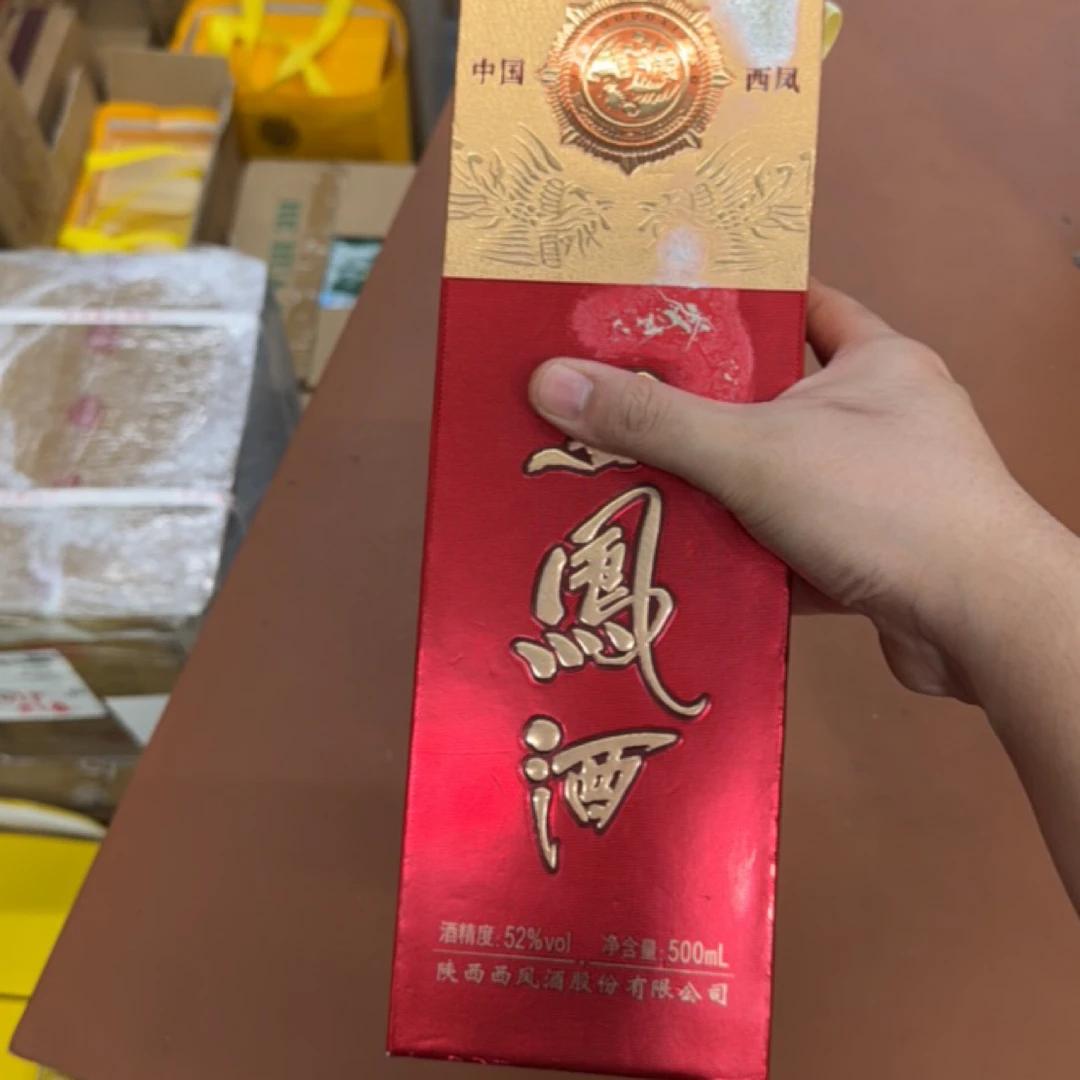 中国 西凤
鳳
酒
酒精度:52%vol 净含量:500mL
陕西西凤酒股份有限公司